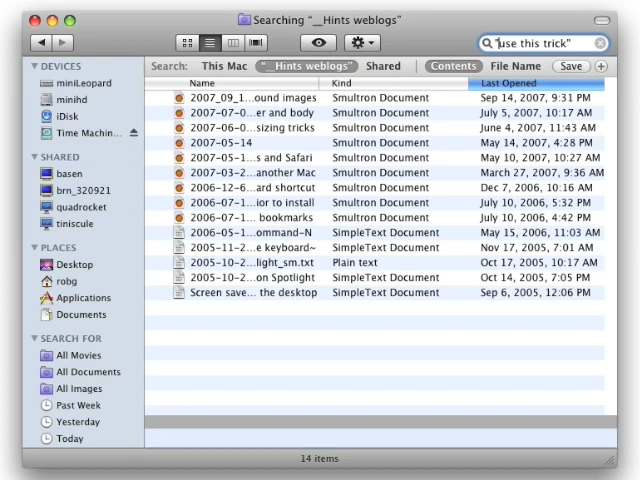 Searching "__Hints weblogs"
"use this trick"
Search: This Mac "__Hints weblogs" Shared Contents File Name Save
DEVICES
miniLeopard
minihd
iDisk
Time Machin...
SHARED
basen
brn_320921
quadrocket
tiniscule
PLACES
Desktop
robg
Applications
Documents
SEARCH FOR
All Movies
All Documents
All Images
Past Week
Yesterday
Today
Name Kind Last Opened
2007_09_1...ound images Smultron Document Sep 14, 2007, 9:31 PM
2007-07-0...er and body Smultron Document July 5, 2007, 10:17 AM
2007-06-0...sizing tricks Smultron Document June 4, 2007, 11:43 AM
2007-05-14 Smultron Document May 14, 2007, 4:28 PM
2007-05-1...s and Safari Smultron Document May 10, 2007, 10:27 AM
2007-03-2...another Mac Smultron Document March 27, 2007, 9:36 AM
2006-12-6...ard shortcut Smultron Document Dec 7, 2006, 10:16 AM
2006-07-1...ior to install Smultron Document July 10, 2006, 5:32 PM
2006-07-1... bookmarks Smultron Document July 10, 2006, 4:42 PM
2006-05-1...ommand-N SimpleText Document May 15, 2006, 11:03 AM
2005-11-2...e keyboard~ SimpleText Document Nov 17, 2005, 7:01 AM
2005-10-2...light_sm.txt Plain text Oct 17, 2005, 10:17 AM
2005-10-2...on Spotlight SimpleText Document Oct 14, 2005, 7:05 PM
Screen save... the desktop SimpleText Document Sep 6, 2005, 12:06 PM
14 items